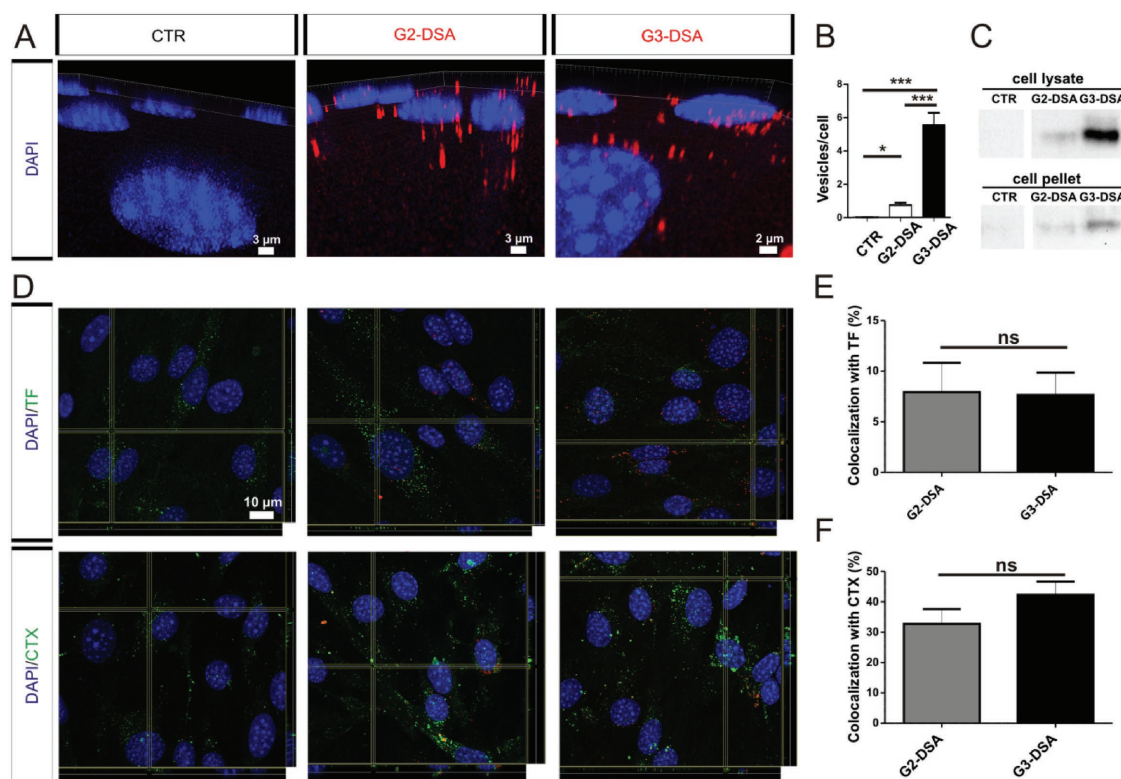 A
CTR
G2-DSA
G3-DSA
DAPI
3 µm
3 µm
2 µm
B
Vesicles/cell
8
6
4
2
0
***
***
*
CTR
G2-DSA
G3-DSA
C
cell lysate
CTR G2-DSA G3-DSA
cell pellet
CTR G2-DSA G3-DSA
D
DAPI/TF
10 µm
DAPI/CTX
E
Colocalization with TF (%)
15
10
5
0
ns
G2-DSA
G3-DSA
F
Colocalization with CTX (%)
50
40
30
20
10
0
ns
G2-DSA
G3-DSA